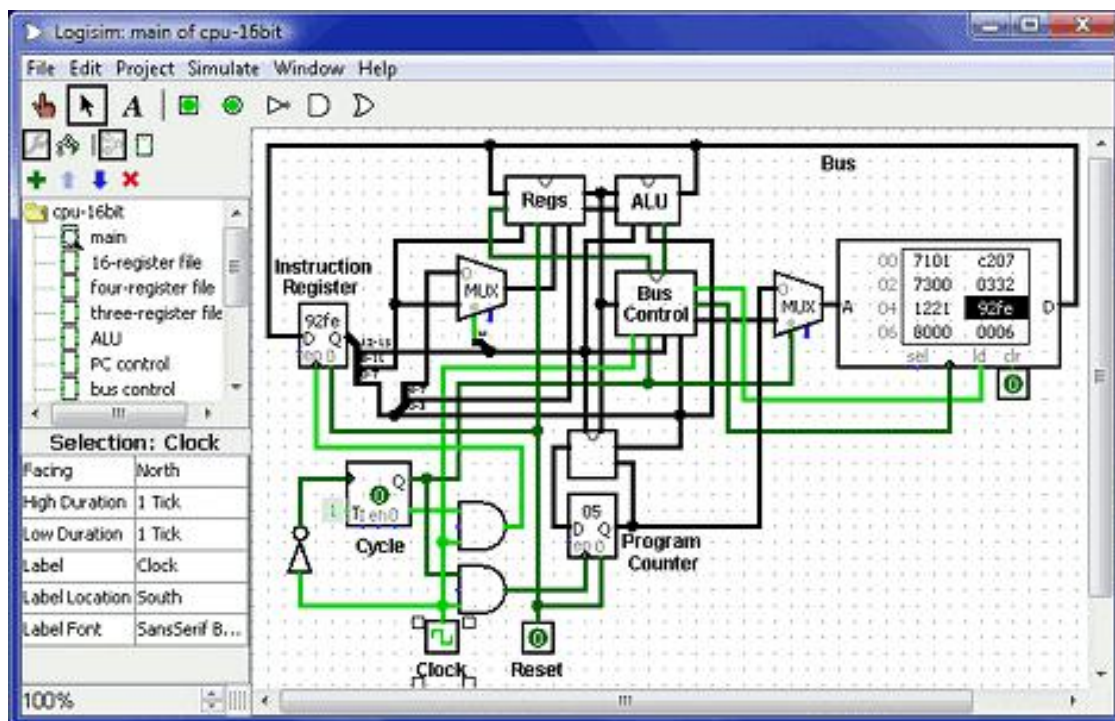 Logisim: main of cpu-16bit
File Edit Project Simulate Window Help
A
cpu-16bit
main
16-register file
four-register file
three-register file
ALU
PC control
bus control
Selection: Clock
Facing North
High Duration 1 Tick
Low Duration 1 Tick
Label Clock
Label Location South
Label Font SansSerif B...
100%
Bus
Regs
ALU
Instruction
Register
92fe
D Q
MUX
Bus
Control
MUX
A
00 7101 c207
02 7300 0332
04 1221 92fe
06 8000 0006
D
sel ld clr
0
Q
0
1
en 0
Cycle
05
D Q
Program
Counter
Clock
0
Reset